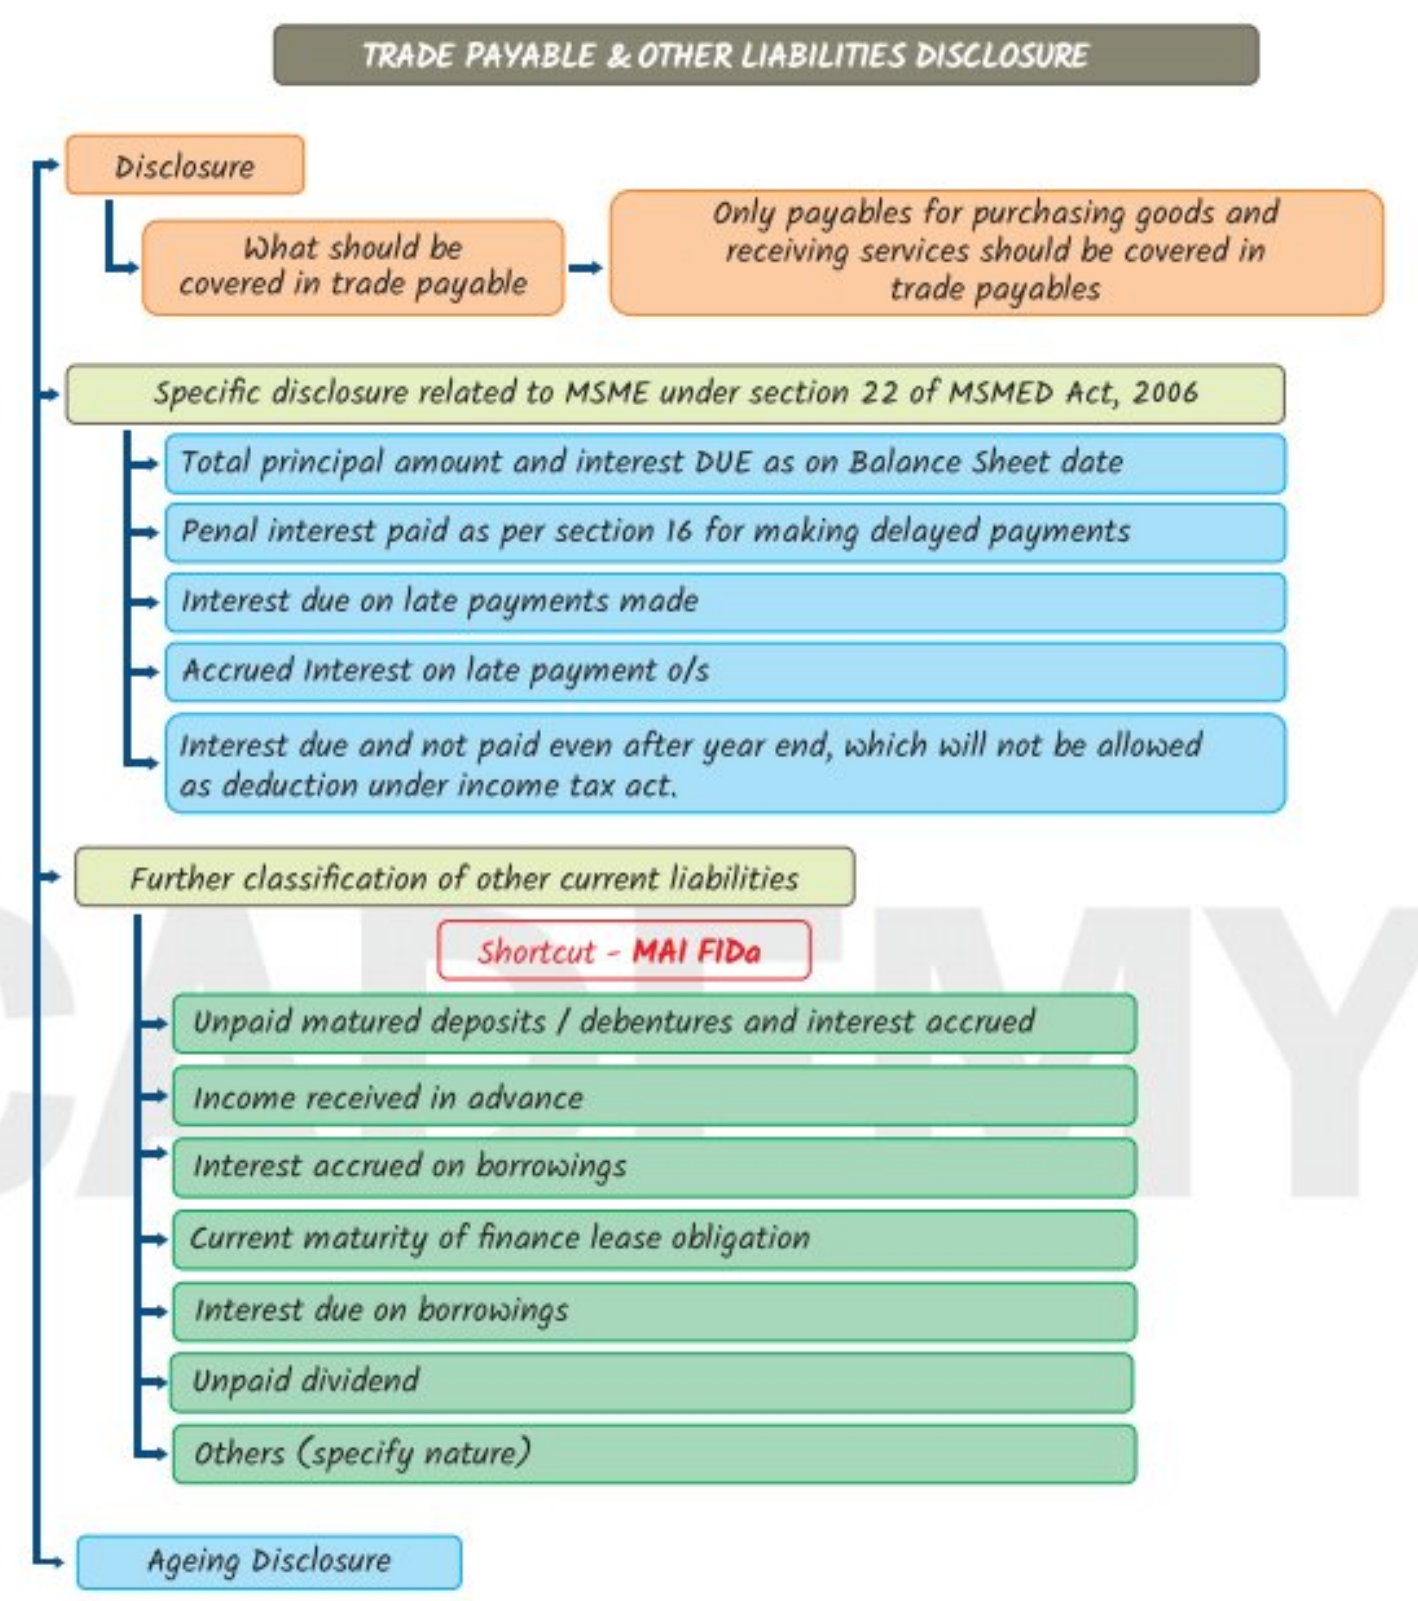 TRADE PAYABLE & OTHER LIABILITIES DISCLOSURE
Disclosure
What should be
covered in trade payable
Only payables for purchasing goods and
receiving services should be covered in
trade payables
Specific disclosure related to MSME under section 22 of MSMED Act, 2006
Total principal amount and interest DUE as on Balance Sheet date
Penal interest paid as per section 16 for making delayed payments
Interest due on late payments made
Accrued Interest on late payment o/s
Interest due and not paid even after year end, which will not be allowed
as deduction under income tax act.
Further classification of other current liabilities
Shortcut - MAI FIDa
Unpaid matured deposits / debentures and interest accrued
Income received in advance
Interest accrued on borrowings
Current maturity of finance lease obligation
Interest due on borrowings
Unpaid dividend
Others (specify nature)
Ageing Disclosure
CADEMY